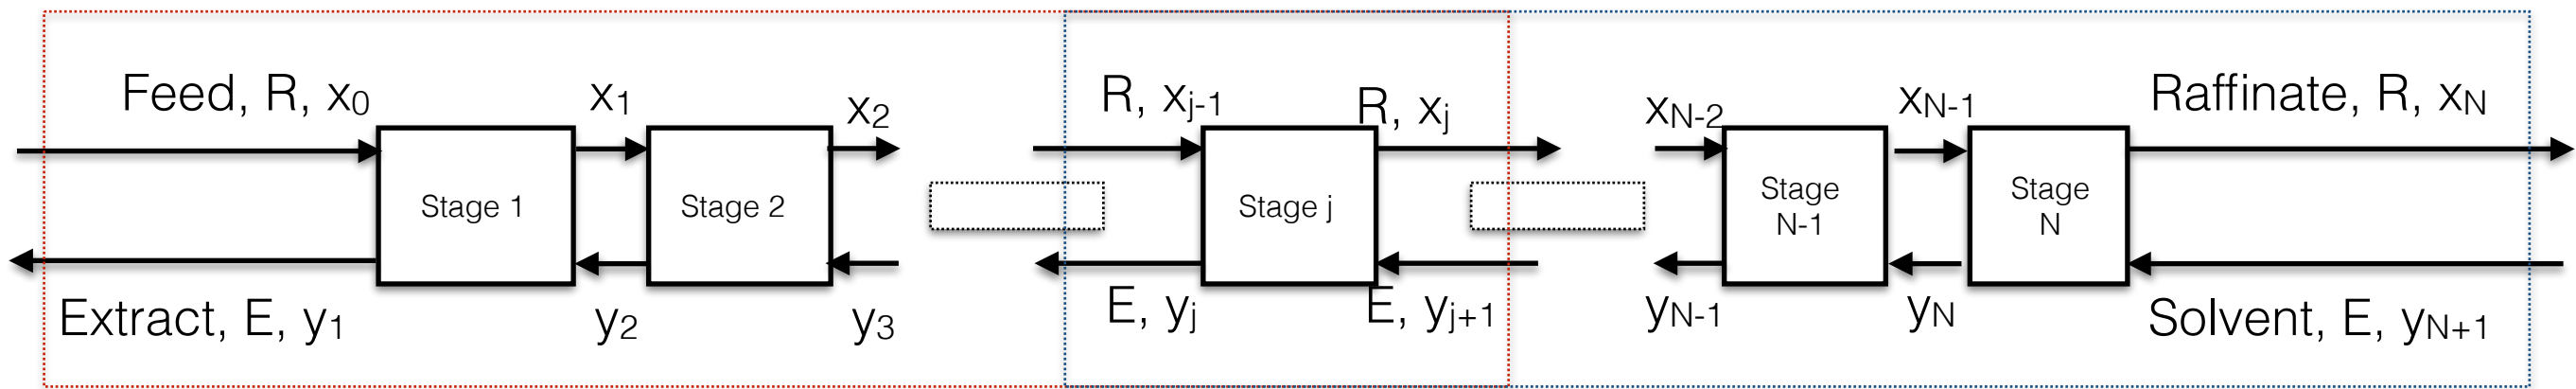 Feed, R, x0
x1
x2
R, xj-1
R, xj
xN-2
xN-1
Raffinate, R, xN
Stage 1
Stage 2
Stage j
Stage
N-1
Stage
N
Extract, E, y1
y2
y3
E, yj
E, yj+1
yN-1
yN
Solvent, E, yN+1